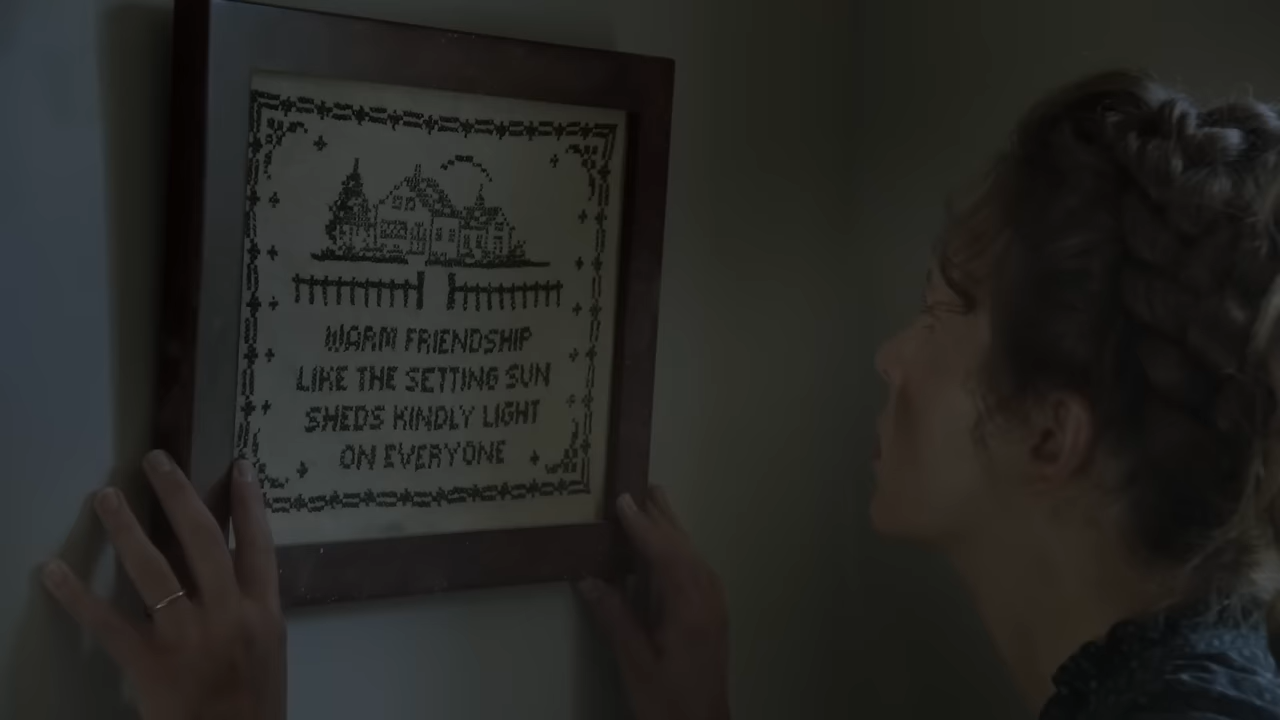 WARM FRIENDSHIP
LIKE THE SETTING SUN
SHEDS KINDLY LIGHT
ON EVERYONE